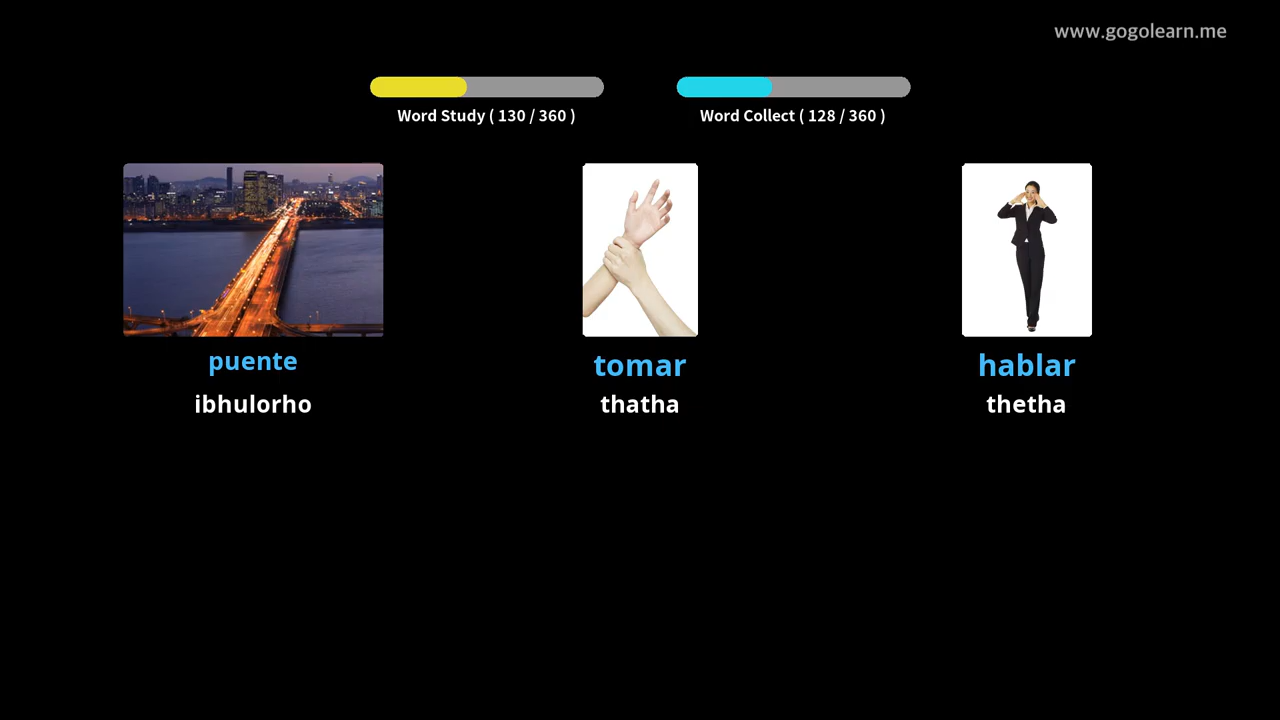 www.gogolearn.me
Word Study ( 130 / 360 )
Word Collect ( 128 / 360 )
puente
tomar
hablar
ibhulorho
thatha
thetha